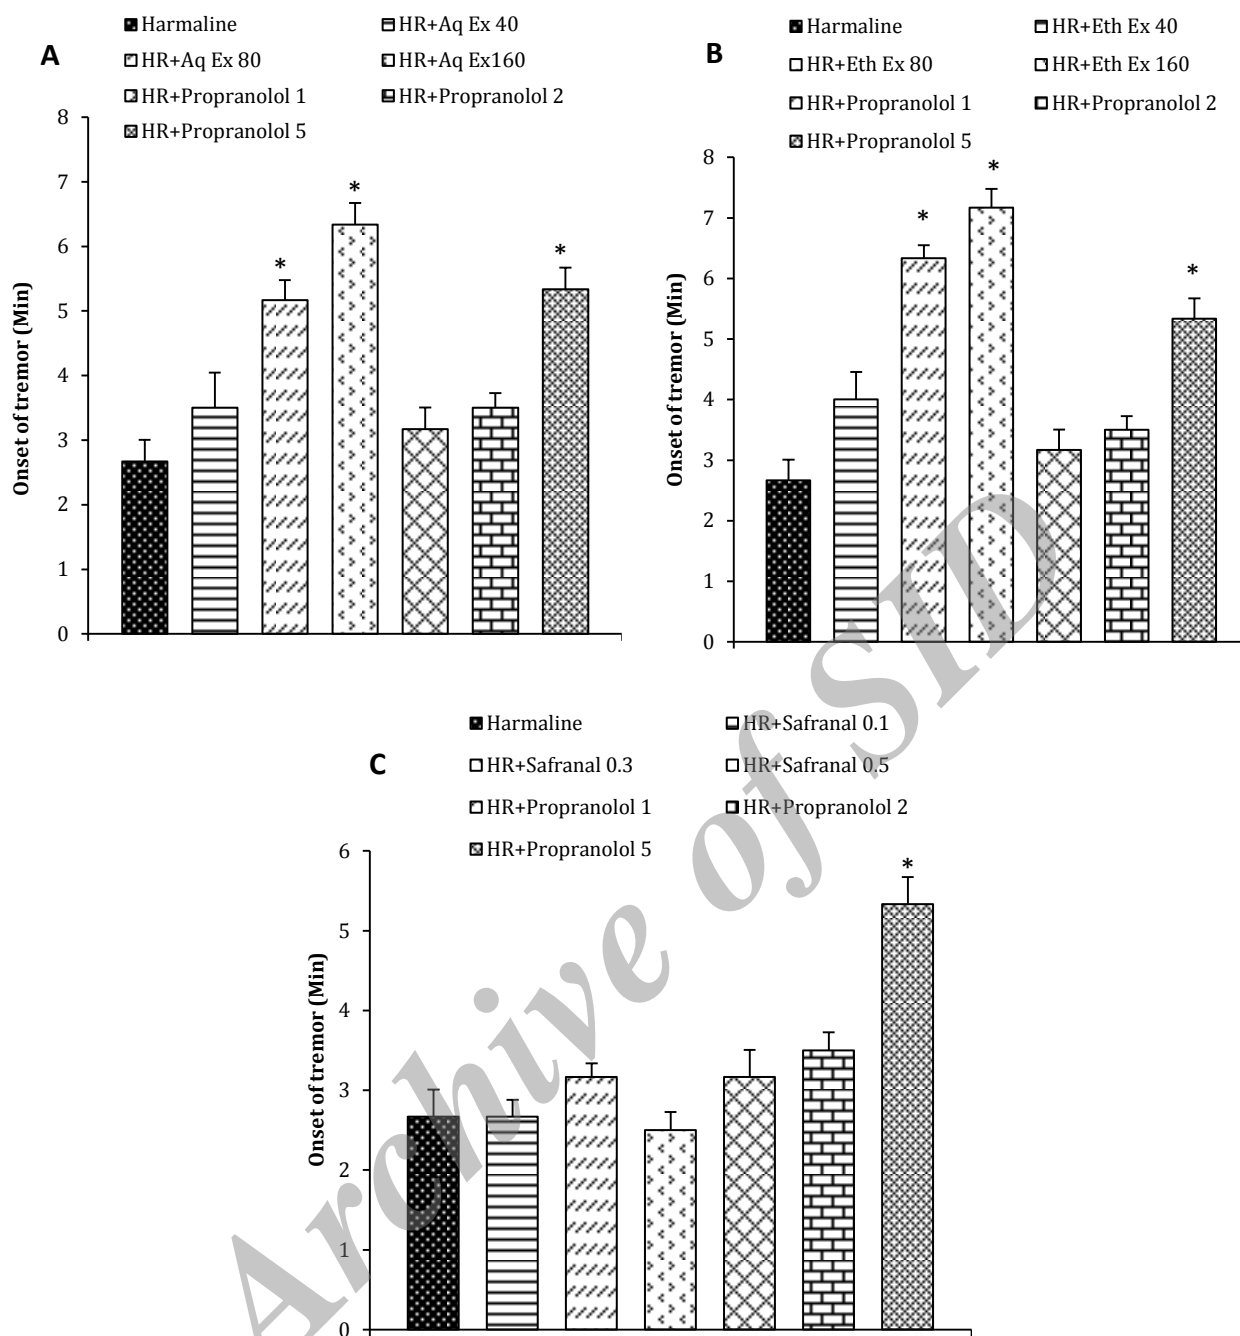 A
Harmaline
HR+Aq Ex 40
HR+Aq Ex 80
HR+Aq Ex160
HR+Propranolol 1
HR+Propranolol 2
HR+Propranolol 5
Onset of tremor (Min)
8
7
6
5
4
3
2
1
0
*
*
*
B
Harmaline
HR+Eth Ex 40
HR+Eth Ex 80
HR+Eth Ex 160
HR+Propranolol 1
HR+Propranolol 2
HR+Propranolol 5
Onset of tremor (Min)
8
7
6
5
4
3
2
1
0
*
*
*
C
Harmaline
HR+Safranal 0.1
HR+Safranal 0.3
HR+Safranal 0.5
HR+Propranolol 1
HR+Propranolol 2
HR+Propranolol 5
Onset of tremor (Min)
6
5
4
3
2
1
0
*
Archive of SID